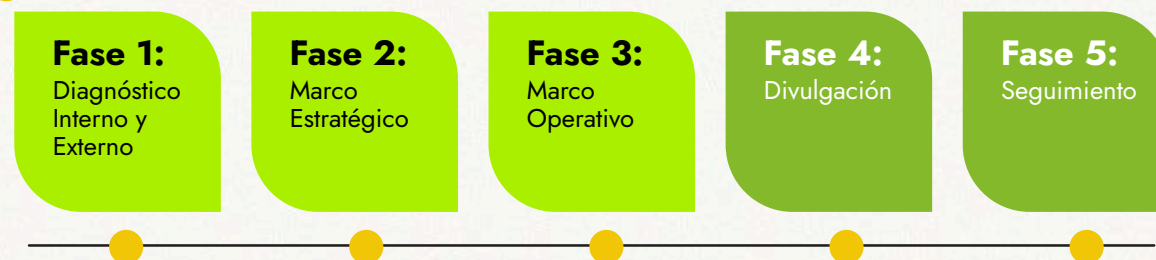 Fase 1:
Diagnóstico
Interno y
Externo
Fase 2:
Marco
Estratégico
Fase 3:
Marco
Operativo
Fase 4:
Divulgación
Fase 5:
Seguimiento